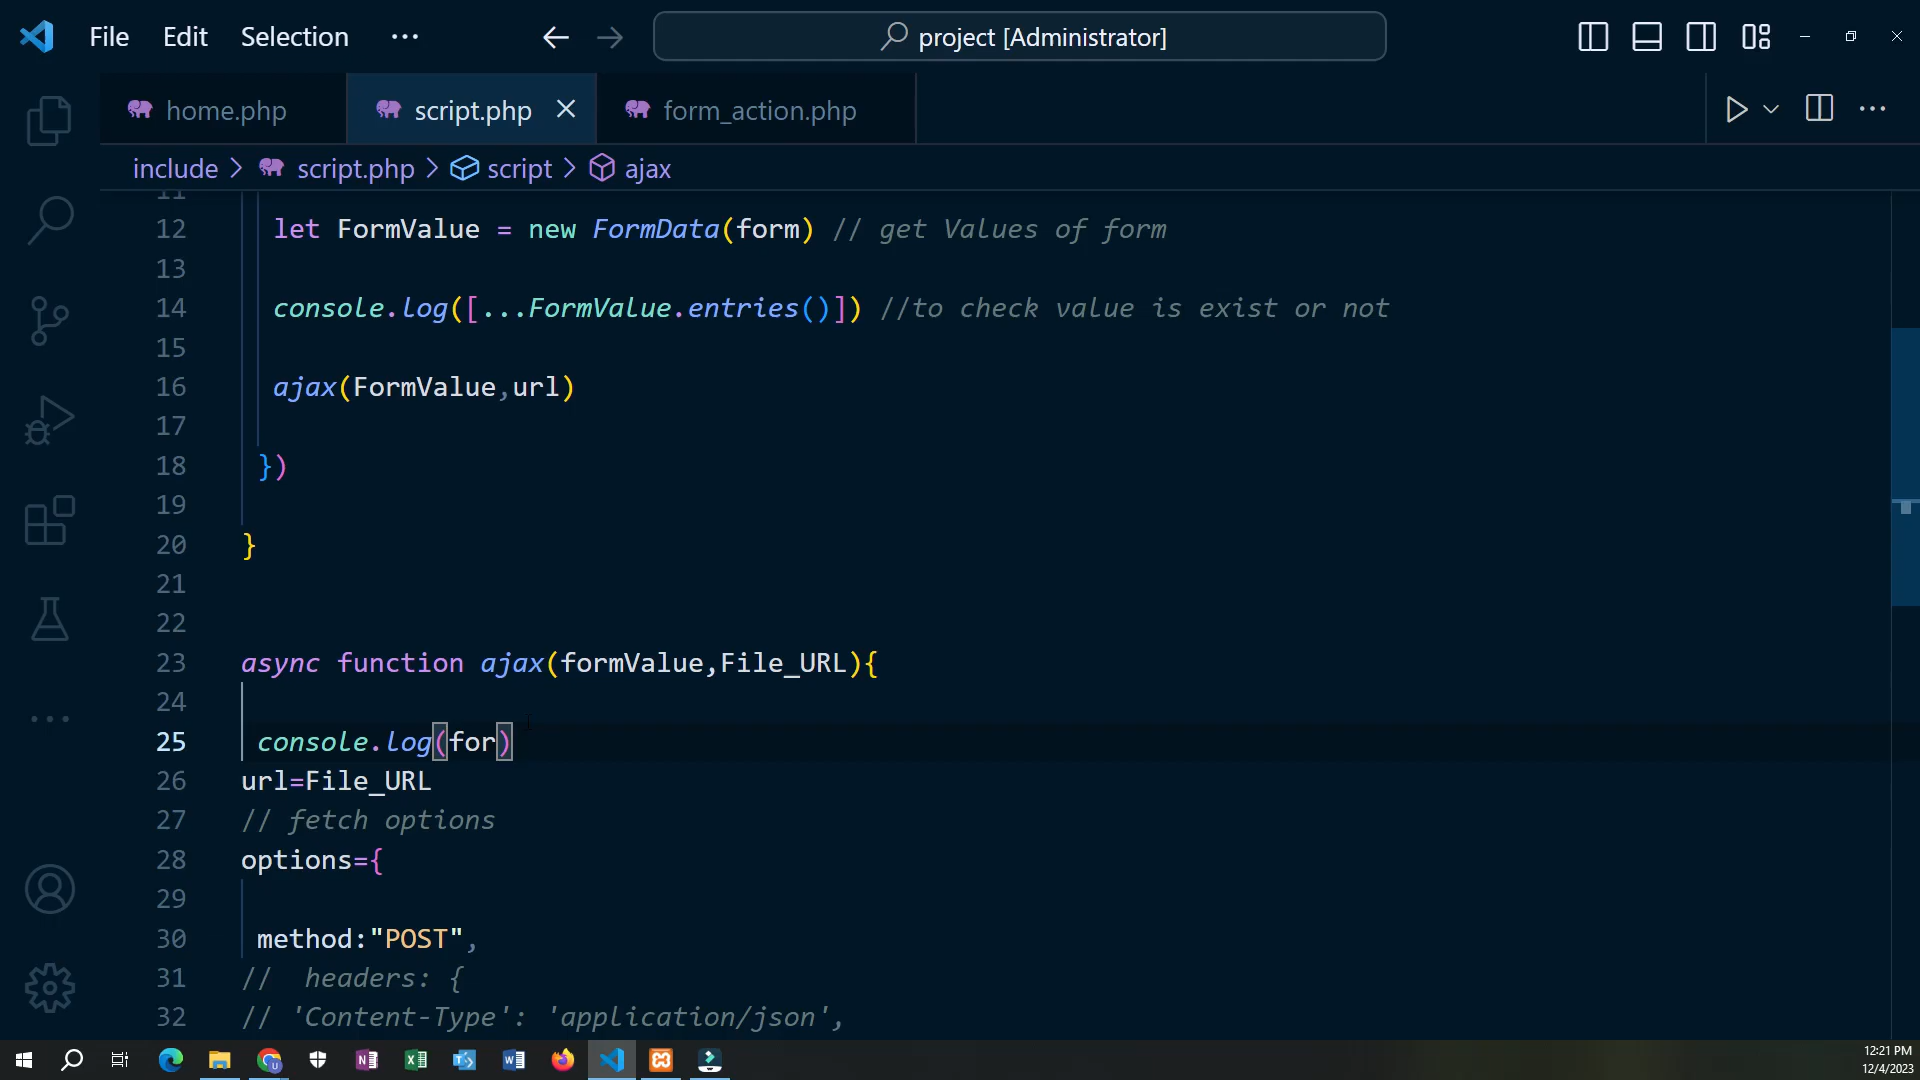 File Edit Selection ··· project [Administrator]
home.php script.php form_action.php
include > script.php > script > ajax
11
12 let FormValue = new FormData(form) // get Values of form
13
14 console.log([...FormValue.entries()]) //to check value is exist or not
15
16 ajax(FormValue,url)
17
18 })
19
20 }
21
22
23 async function ajax(formValue,File_URL){
24
25 console.log(for)
26 url=File_URL
27 // fetch options
28 options={
29
30 method:"POST",
31 //  headers: {
32 // 'Content-Type': 'application/json',
12:21 PM
12/4/2023